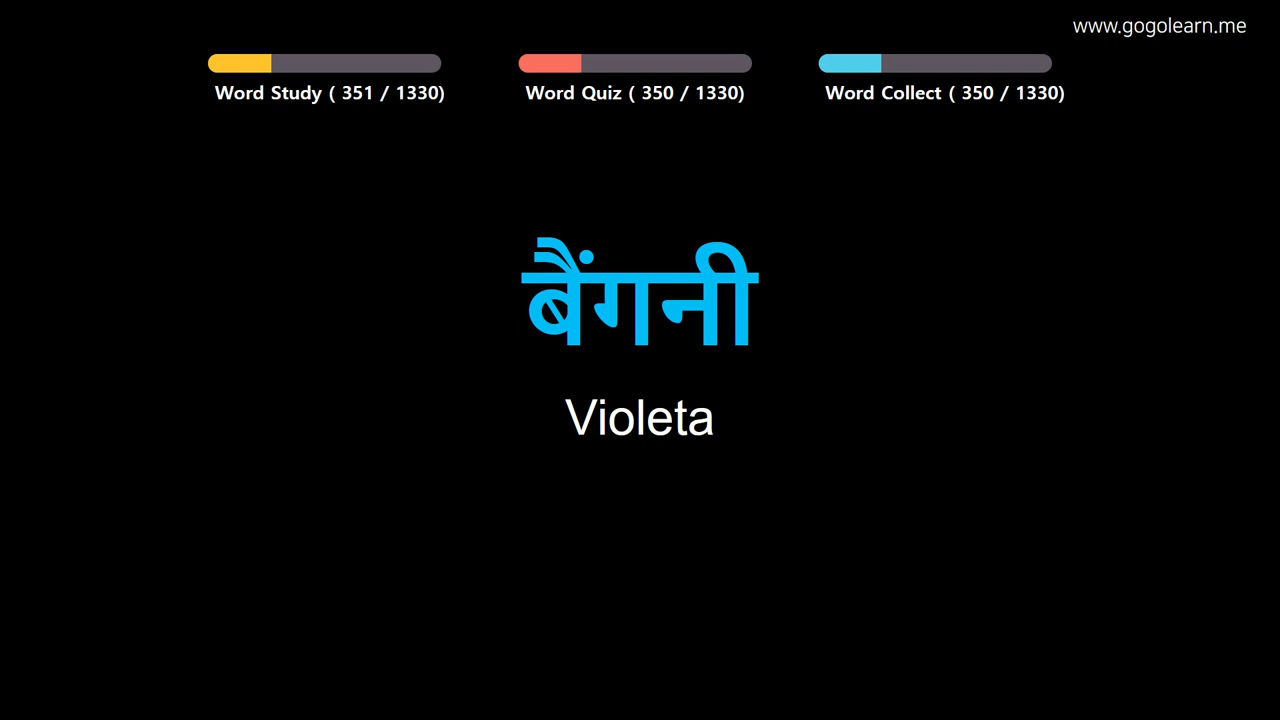 www.gogolearn.me
Word Study ( 351 / 1330)
Word Quiz ( 350 / 1330)
Word Collect ( 350 / 1330)
बैंगनी
Violeta